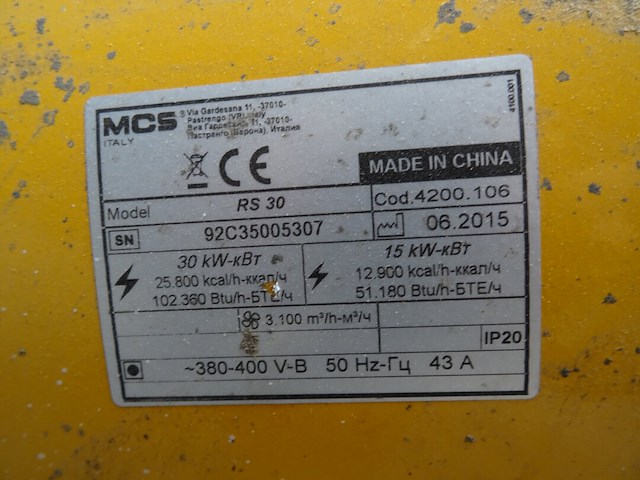 MCS® Via Gardesana 11, -37010-
Pastrengo (VR), Italy
ITALY
Виа Гардесана, 11, -37010-
Пастренго (Верона), Италия
4100.001
CE
MADE IN CHINA
Model RS 30
Cod.4200.106
SN 92C35005307
06.2015
30 kW-кВт
25.800 kcal/h-ккал/ч
102.360 Btu/h-БТЕ/ч
15 kW-кВт
12.900 kcal/h-ккал/ч
51.180 Btu/h-БТЕ/ч
3.100 m³/h-м³/ч
IP20
~380-400 V-В 50 Hz-Гц 43 A